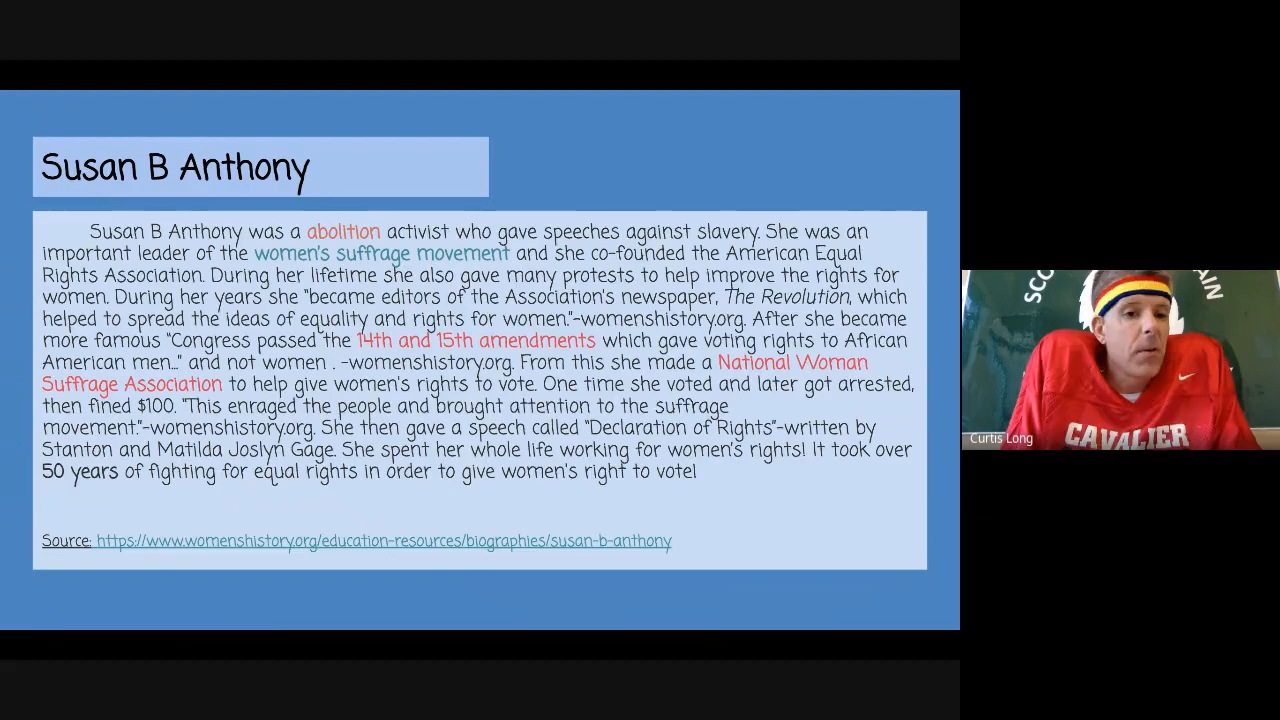 Susan B Anthony
Susan B Anthony was a abolition activist who gave speeches against slavery. She was an
important leader of the women's suffrage movement and she co-founded the American Equal
Rights Association. During her lifetime she also gave many protests to help improve the rights for
women. During her years she "became editors of the Association's newspaper, The Revolution, which
helped to spread the ideas of equality and rights for women."-womenshistory.org. After she became
more famous "Congress passed the 14th and 15th amendments which gave voting rights to African
American men..." and not women . -womenshistory.org. From this she made a National Woman
Suffrage Association to help give women's rights to vote. One time she voted and later got arrested,
then fined $100. "This enraged the people and brought attention to the suffrage
movement."-womenshistory.org. She then gave a speech called "Declaration of Rights"-written by
Stanton and Matilda Joslyn Gage. She spent her whole life working for women's rights! It took over
50 years of fighting for equal rights in order to give women's right to vote!
Source: https://www.womenshistory.org/education-resources/biographies/susan-b-anthony
SCO
AIN
CAVALIER
Curtis Long